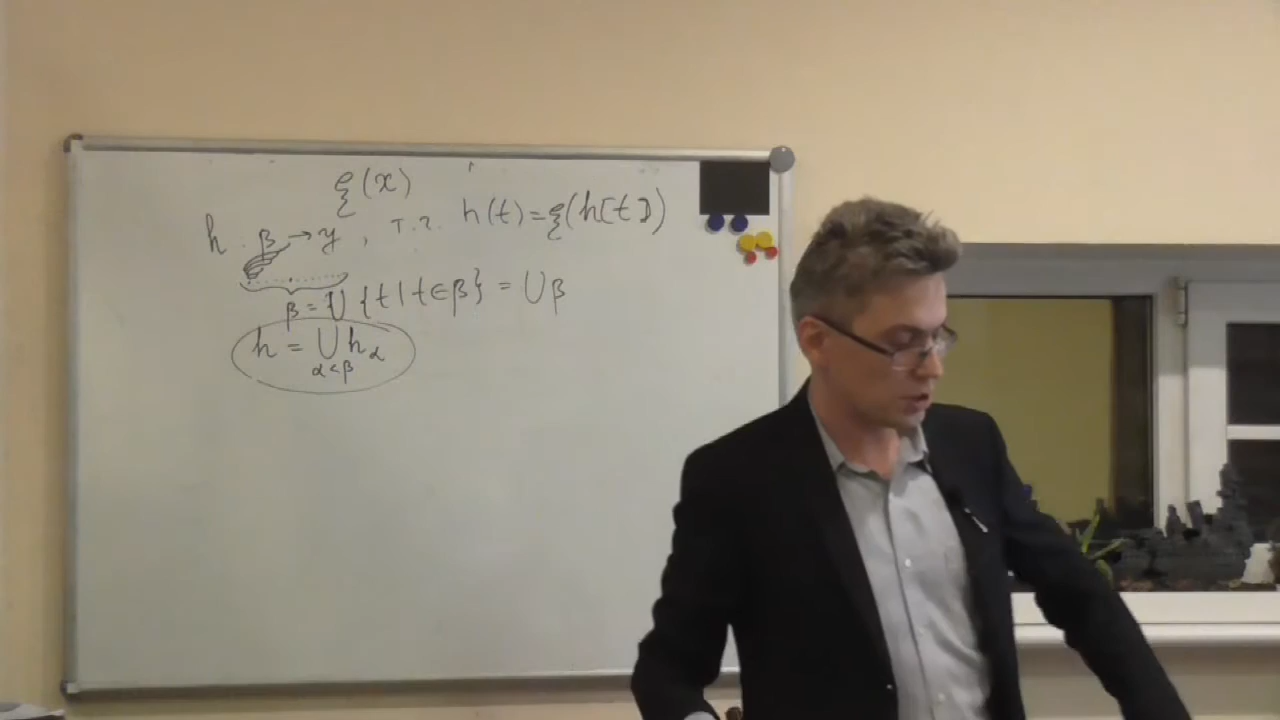 ξ(x)
h : β → y, т.ч. h(t) = ξ(h[t])
β = ⋃ {t | t ∈ β} = ⋃β
h = ⋃ h_α
α<β